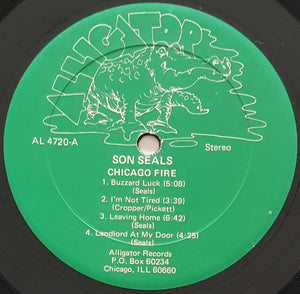 ALLIGATOR
AL 4720-A
Stereo
SON SEALS
CHICAGO FIRE
1. Buzzard Luck (5:08)
(Seals)
2. I'm Not Tired (3:39)
(Cropper/Pickett)
3. Leaving Home (6:42)
(Seals)
4. Landlord At My Door (4:25)
(Seals)
Alligator Records
P.O. Box 60234
Chicago, ILL 60660